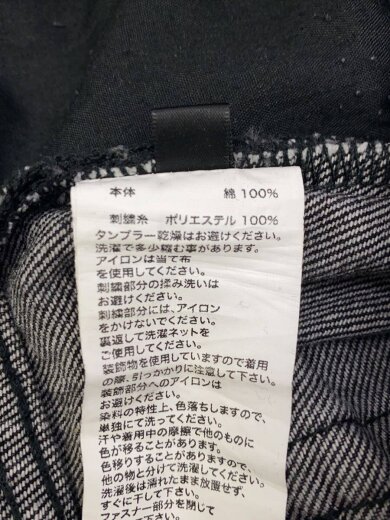 本体 綿 100%
刺繍糸 ポリエステル 100%
タンブラー乾燥はお避けください。
洗濯で多少縮む事があります。
アイロンは当て布
を使用してください。
刺繍部分の揉み洗いは
お避けください。
刺繍部分には、アイロン
をかけないでください。
裏返して洗濯ネットを
ご使用してください。
装飾物を使用していますので着用
の際、引っかかりに注意して下さい。
装飾部分へのアイロンは
お避けください。
染料の特性上、色落ちしますので、
単独にて洗ってください。
汗や着用中の摩擦で他のものに
色が移ることがあります。
色移りすることがありますので、
他の物と分けて洗濯してください。
洗濯後は濡れたまま放置せず、
すぐに干して下さい。
ファスナー部分を閉じて